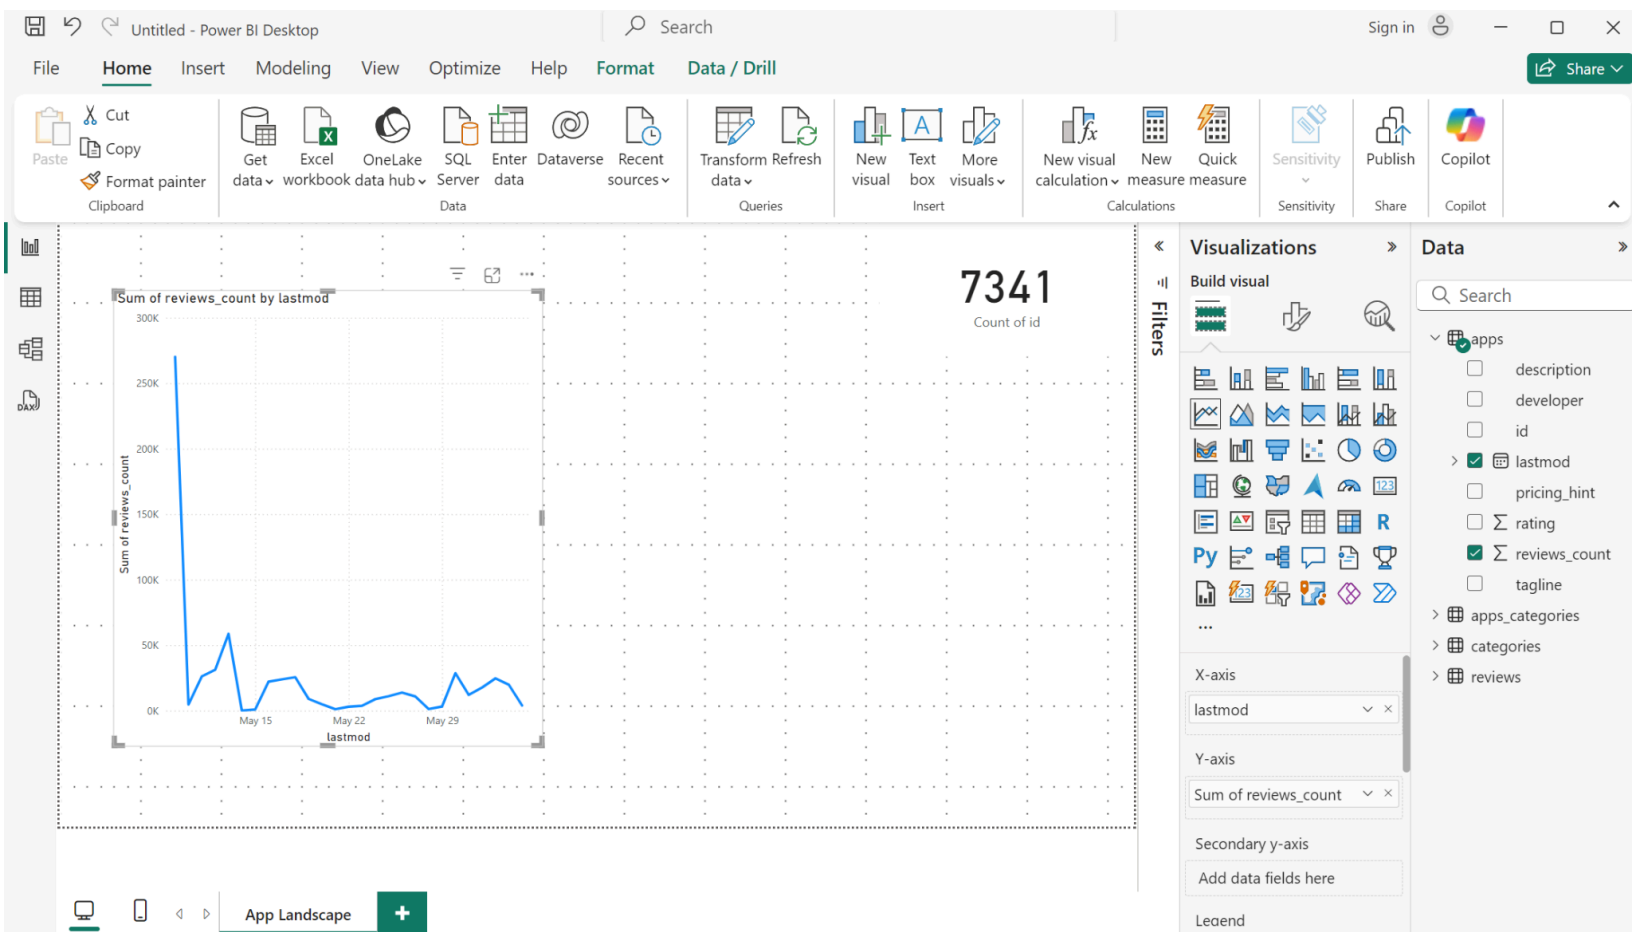 Untitled - Power BI Desktop
Search
Sign in
File Home Insert Modeling View Optimize Help Format Data / Drill
Share
Paste
Cut
Copy
Format painter
Clipboard
Get data
Excel workbook
OneLake data hub
SQL Server
Enter data
Dataverse
Recent sources
Data
Transform data
Refresh
Queries
New visual
Text box
More visuals
Insert
New visual calculation
New measure
Quick measure
Calculations
Sensitivity
Sensitivity
Publish
Share
Copilot
Copilot
DAX
Sum of reviews_count by lastmod
300K
250K
200K
150K
100K
50K
0K
Sum of reviews_count
May 15 May 22 May 29
lastmod
7341
Count of id
Filters
Visualizations
Build visual
123
R
Py
123
...
X-axis
lastmod
Y-axis
Sum of reviews_count
Secondary y-axis
Add data fields here
Legend
Data
Search
apps
description
developer
id
lastmod
pricing_hint
rating
reviews_count
tagline
apps_categories
categories
reviews
App Landscape